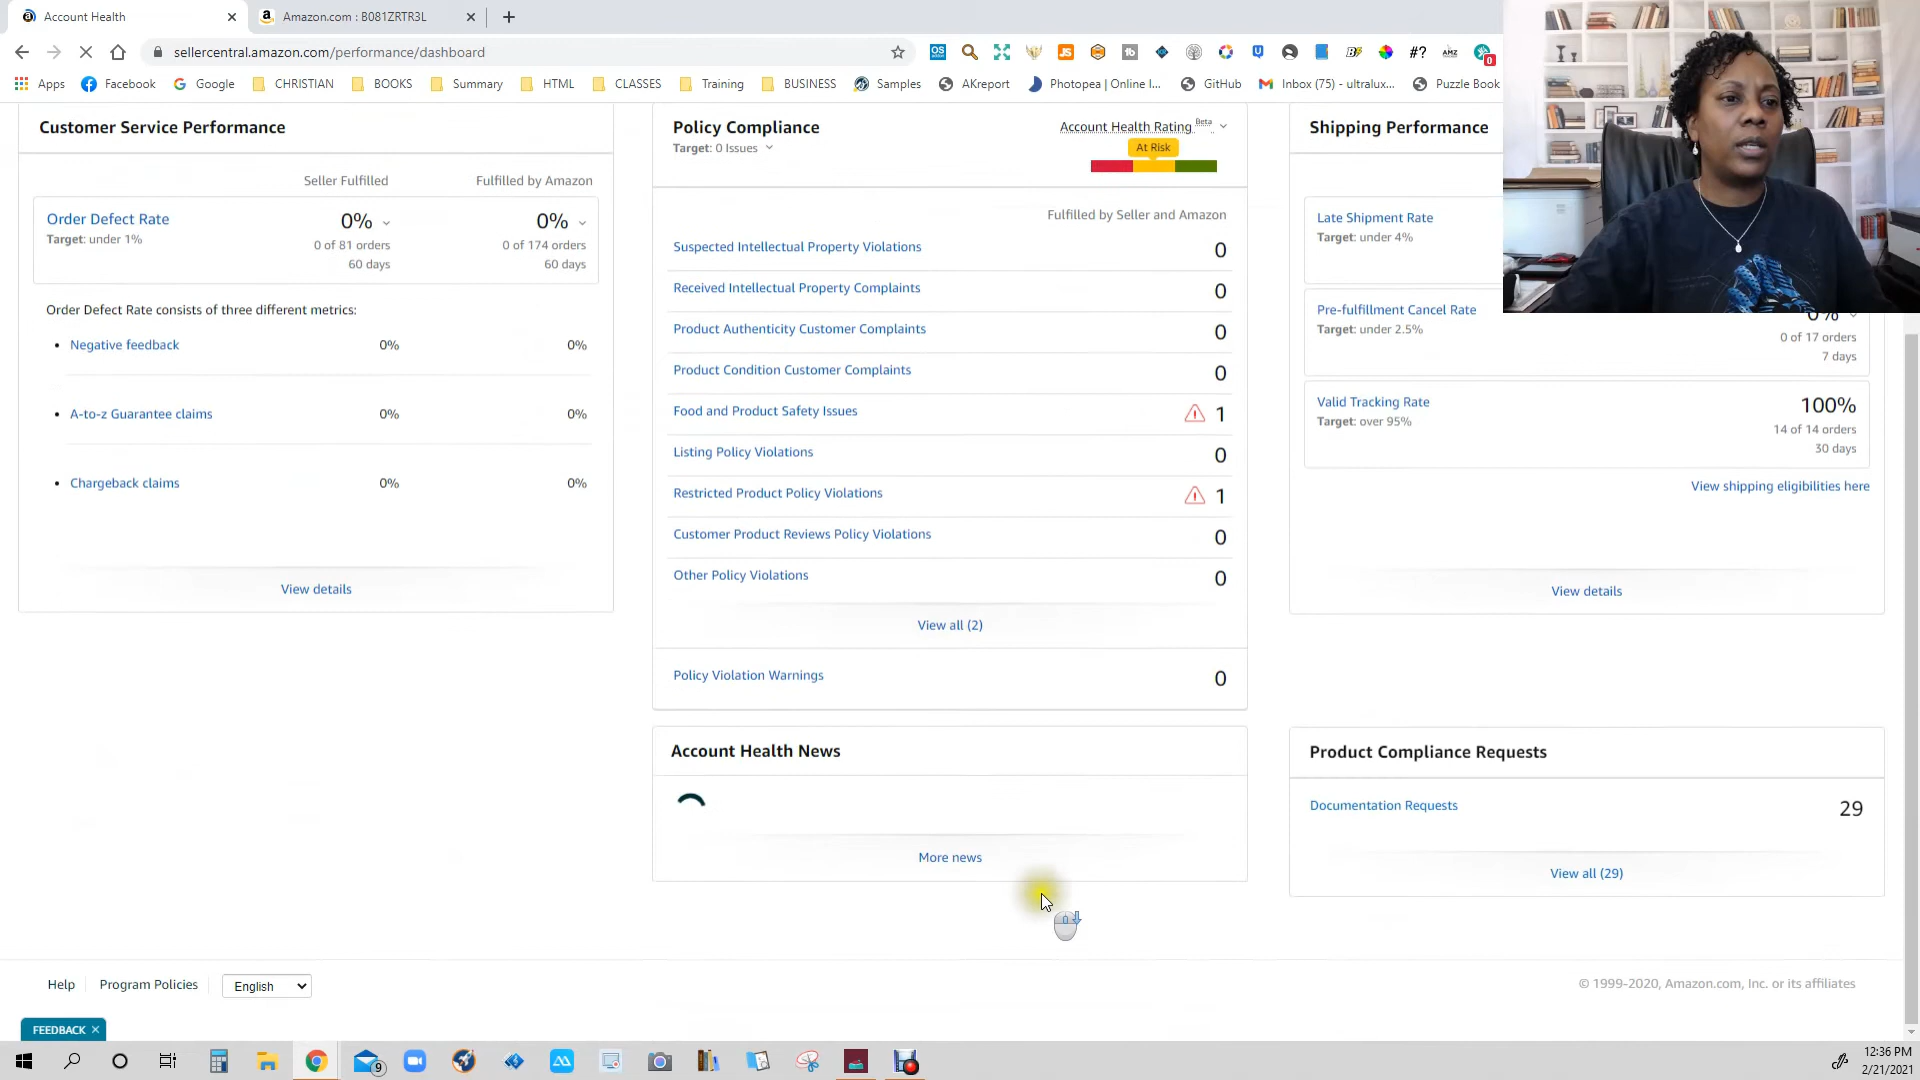 Account Health
Amazon.com : B081ZRTR3L
sellercentral.amazon.com/performance/dashboard
Apps Facebook Google CHRISTIAN BOOKS Summary HTML CLASSES Training BUSINESS Samples AKreport Photopea | Online I... GitHub Inbox (75) - ultralux... Puzzle Book
Customer Service Performance
Seller Fulfilled Fulfilled by Amazon
Order Defect Rate 0% 0%
Target: under 1% 0 of 81 orders 0 of 174 orders
60 days 60 days
Order Defect Rate consists of three different metrics:
• Negative feedback 0% 0%
• A-to-z Guarantee claims 0% 0%
• Chargeback claims 0% 0%
View details
Policy Compliance Account Health Rating Beta
Target: 0 Issues At Risk
Fulfilled by Seller and Amazon
Suspected Intellectual Property Violations 0
Received Intellectual Property Complaints 0
Product Authenticity Customer Complaints 0
Product Condition Customer Complaints 0
Food and Product Safety Issues 1
Listing Policy Violations 0
Restricted Product Policy Violations 1
Customer Product Reviews Policy Violations 0
Other Policy Violations 0
View all (2)
Policy Violation Warnings 0
Account Health News
More news
Shipping Performance
Late Shipment Rate
Target: under 4%
Pre-fulfillment Cancel Rate 0%
Target: under 2.5% 0 of 17 orders
7 days
Valid Tracking Rate 100%
Target: over 95% 14 of 14 orders
30 days
View shipping eligibilities here
View details
Product Compliance Requests
Documentation Requests 29
View all (29)
Help Program Policies English
© 1999-2020, Amazon.com, Inc. or its affiliates
FEEDBACK ×
9
12:36 PM
2/21/2021